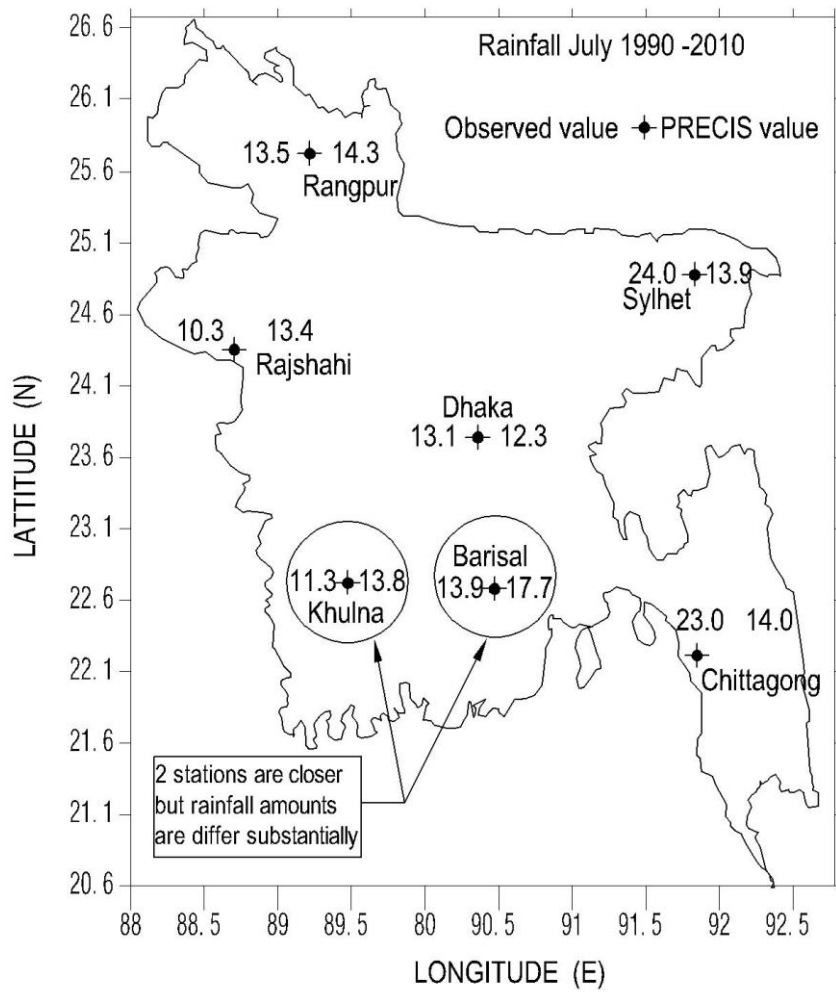 Rainfall July 1990 -2010
Observed value PRECIS value
26.6
26.1
25.6
25.1
24.6
24.1
23.6
23.1
22.6
22.1
21.6
21.1
20.6
LATTITUDE (N)
13.5 14.3
Rangpur
24.0 13.9
Sylhet
10.3 13.4
Rajshahi
Dhaka
13.1 12.3
11.3 13.8
Khulna
Barisal
13.9 17.7
23.0 14.0
Chittagong
2 stations are closer
but rainfall amounts
are differ substantially
88 88.5 89 89.5 80 90.5 91 91.5 92 92.5
LONGITUDE (E)